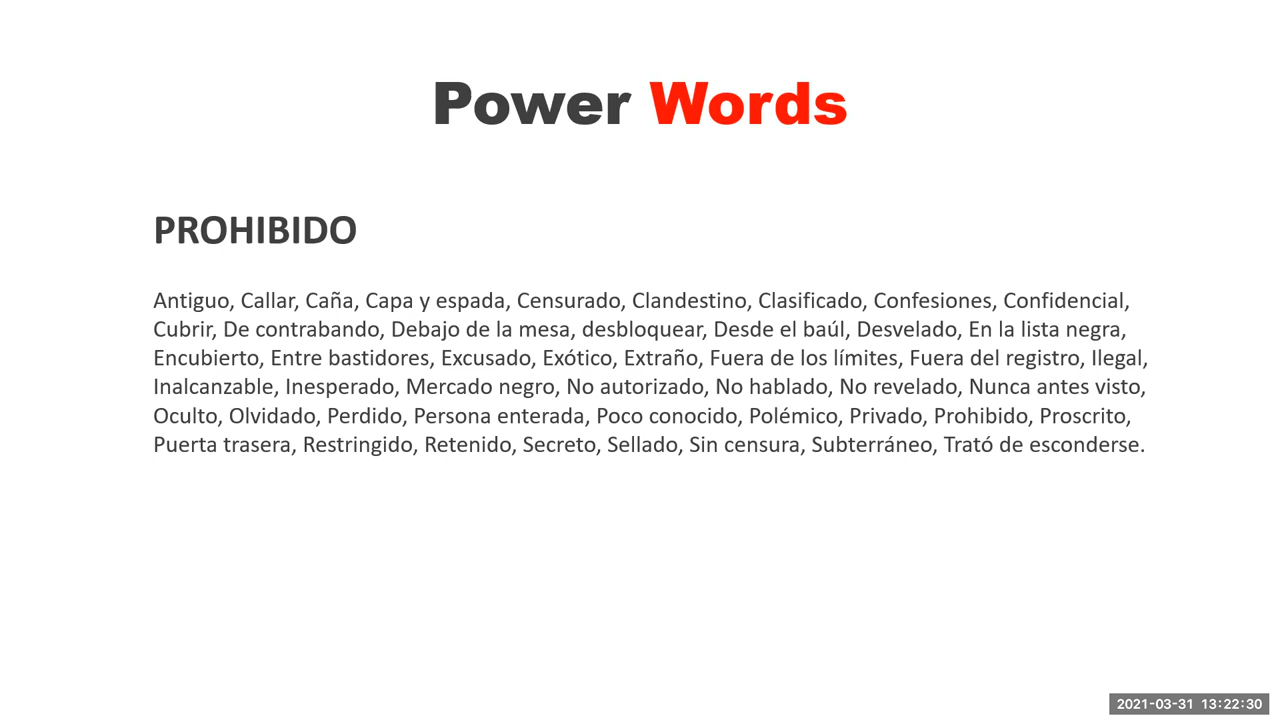 Power Words
PROHIBIDO
Antiguo, Callar, Caña, Capa y espada, Censurado, Clandestino, Clasificado, Confesiones, Confidencial,
Cubrir, De contrabando, Debajo de la mesa, desbloquear, Desde el baúl, Desvelado, En la lista negra,
Encubierto, Entre bastidores, Excusado, Exótico, Extraño, Fuera de los límites, Fuera del registro, Ilegal,
Inalcanzable, Inesperado, Mercado negro, No autorizado, No hablado, No revelado, Nunca antes visto,
Oculto, Olvidado, Perdido, Persona enterada, Poco conocido, Polémico, Privado, Prohibido, Proscrito,
Puerta trasera, Restringido, Retenido, Secreto, Sellado, Sin censura, Subterráneo, Trató de esconderse.
2021-03-31 13:22:30